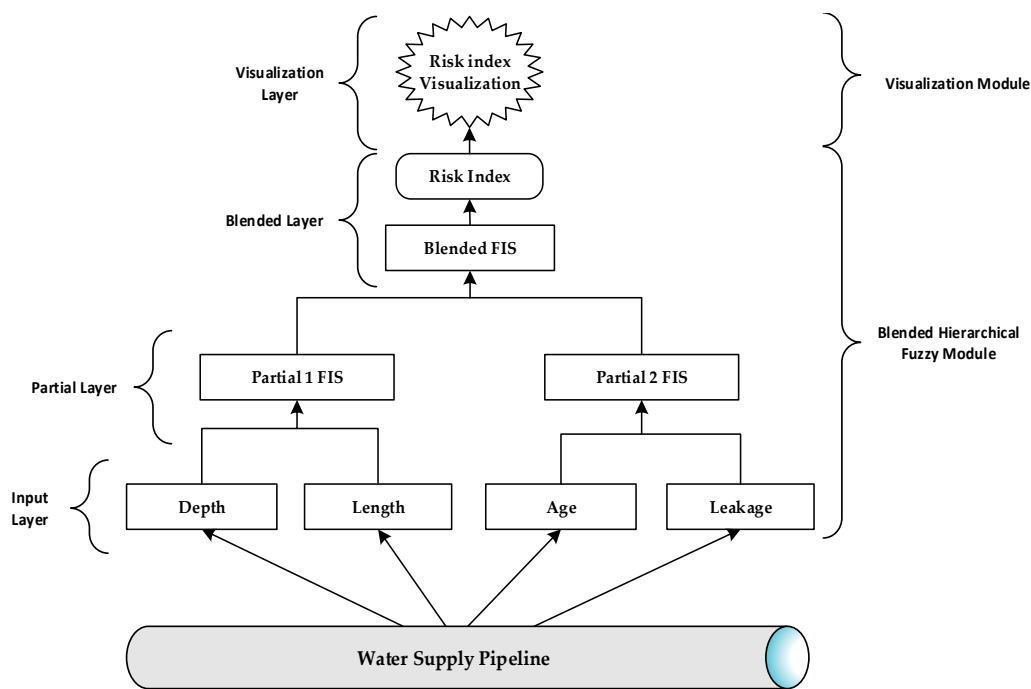 Visualization
Layer
Risk index
Visualization
Visualization Module
Risk Index
Blended Layer
Blended FIS
Blended Hierarchical
Fuzzy Module
Partial Layer
Partial 1 FIS
Partial 2 FIS
Input
Layer
Depth
Length
Age
Leakage
Water Supply Pipeline